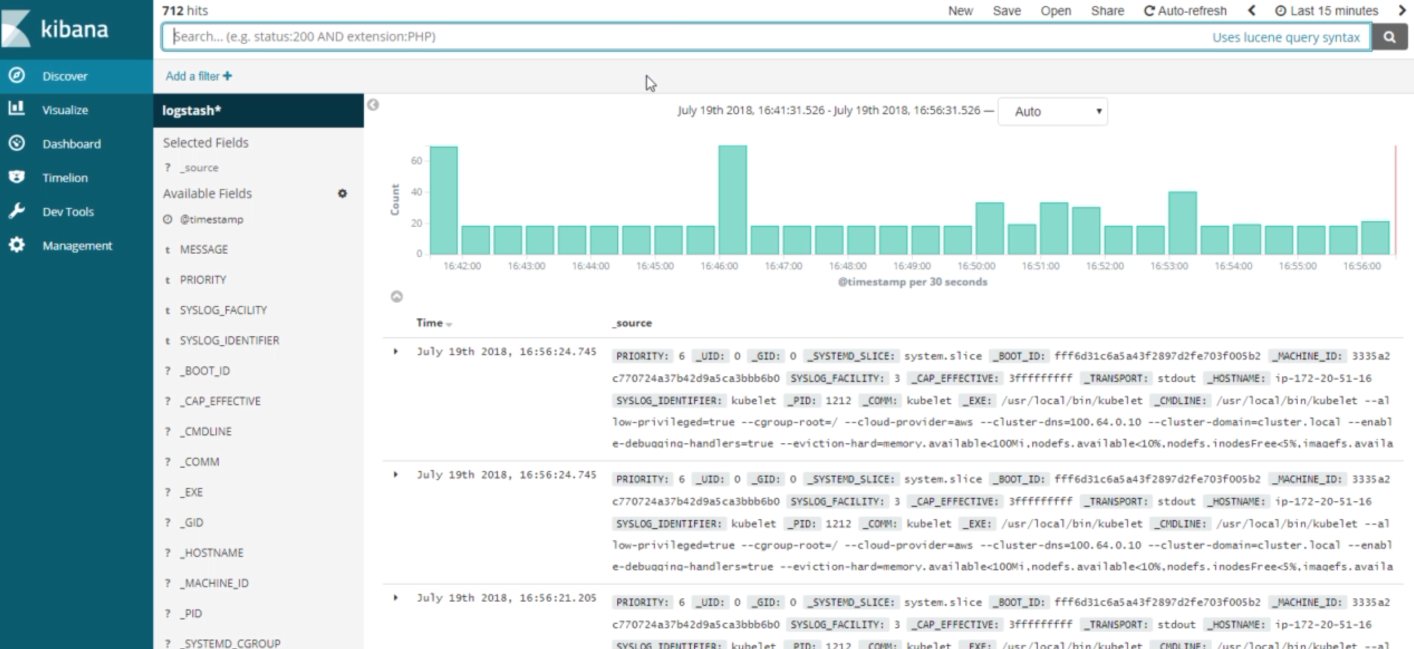 712 hits
New Save Open Share Auto-refresh Last 15 minutes
kibana
Search... (e.g. status:200 AND extension:PHP) Uses lucene query syntax
Discover
Visualize
Dashboard
Timelion
Dev Tools
Management
Add a filter +
logstash*
Selected Fields
? _source
Available Fields
@timestamp
t MESSAGE
t PRIORITY
t SYSLOG_FACILITY
t SYSLOG_IDENTIFIER
? _BOOT_ID
? _CAP_EFFECTIVE
? _CMDLINE
? _COMM
? _EXE
? _GID
? _HOSTNAME
? _MACHINE_ID
? _PID
? _SYSTEMD_CGROUP
July 19th 2018, 16:41:31.526 - July 19th 2018, 16:56:31.526 — Auto
Count
60
40
20
0
16:42:00 16:43:00 16:44:00 16:45:00 16:46:00 16:47:00 16:48:00 16:49:00 16:50:00 16:51:00 16:52:00 16:53:00 16:54:00 16:55:00 16:56:00
@timestamp per 30 seconds
Time _source
July 19th 2018, 16:56:24.745 PRIORITY: 6 _UID: 0 _GID: 0 _SYSTEMD_SLICE: system.slice _BOOT_ID: fff6d31c6a5a43f2897d2fe703f005b2 _MACHINE_ID: 3335a2
c770724a37b42d9a5ca3bbb6b0 SYSLOG_FACILITY: 3 _CAP_EFFECTIVE: 3fffffffff _TRANSPORT: stdout _HOSTNAME: ip-172-20-51-16
SYSLOG_IDENTIFIER: kubelet _PID: 1212 _COMM: kubelet _EXE: /usr/local/bin/kubelet _CMDLINE: /usr/local/bin/kubelet --al
low-privileged=true --cgroup-root=/ --cloud-provider=aws --cluster-dns=100.64.0.10 --cluster-domain=cluster.local --enabl
e-debugging-handlers=true --eviction-hard=memory.available<100Mi,nodefs.available<10%,nodefs.inodesFree<5%,imagefs.availa
July 19th 2018, 16:56:24.745 PRIORITY: 6 _UID: 0 _GID: 0 _SYSTEMD_SLICE: system.slice _BOOT_ID: fff6d31c6a5a43f2897d2fe703f005b2 _MACHINE_ID: 3335a2
c770724a37b42d9a5ca3bbb6b0 SYSLOG_FACILITY: 3 _CAP_EFFECTIVE: 3fffffffff _TRANSPORT: stdout _HOSTNAME: ip-172-20-51-16
SYSLOG_IDENTIFIER: kubelet _PID: 1212 _COMM: kubelet _EXE: /usr/local/bin/kubelet _CMDLINE: /usr/local/bin/kubelet --al
low-privileged=true --cgroup-root=/ --cloud-provider=aws --cluster-dns=100.64.0.10 --cluster-domain=cluster.local --enabl
e-debugging-handlers=true --eviction-hard=memory.available<100Mi,nodefs.available<10%,nodefs.inodesFree<5%,imagefs.availa
July 19th 2018, 16:56:21.205 PRIORITY: 6 _UID: 0 _GID: 0 _SYSTEMD_SLICE: system.slice _BOOT_ID: fff6d31c6a5a43f2897d2fe703f005b2 _MACHINE_ID: 3335a2
c770724a37b42d9a5ca3bbb6b0 SYSLOG_FACILITY: 3 _CAP_EFFECTIVE: 3fffffffff _TRANSPORT: stdout _HOSTNAME: ip-172-20-51-16
SYSLOG_IDENTIFIER: kubelet _PID: 1212 _COMM: kubelet _EXE: /usr/local/bin/kubelet _CMDLINE: /usr/local/bin/kubelet --al